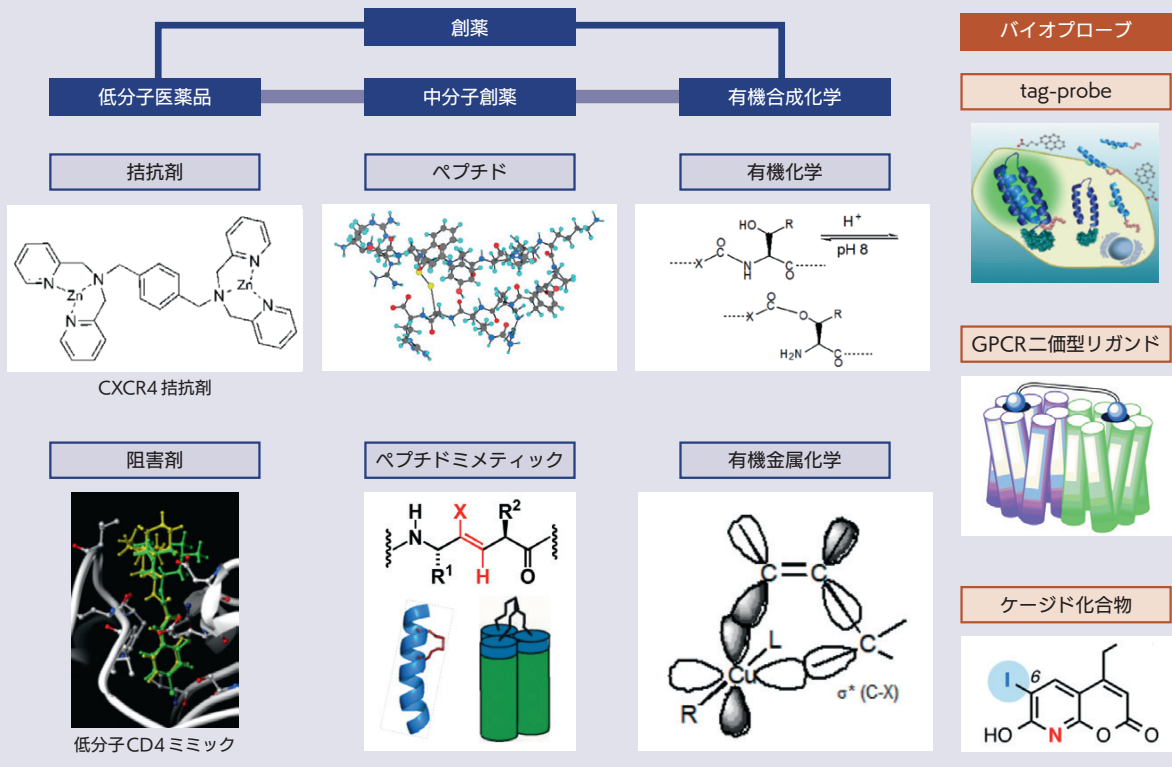 創薬
低分子医薬品
中分子創薬
有機合成化学
拮抗剤
ペプチド
有機化学
N
N
N
N
Zn
Zn
N
N
CXCR4 拮抗剤
HO
R
H⁺
pH 8
O
C
X
N
H
C
O
O
C
X
O
R
H₂N
C
O
阻害剤
ペプチドミメティック
有機金属化学
低分子CD4ミミック
H
N
X
R²
R¹
H
O
C
C
C
L
Cu
R
σ* (C-X)
バイオプローブ
tag-probe
GPCR二価型リガンド
ケージド化合物
I
6
HO
N
O
O